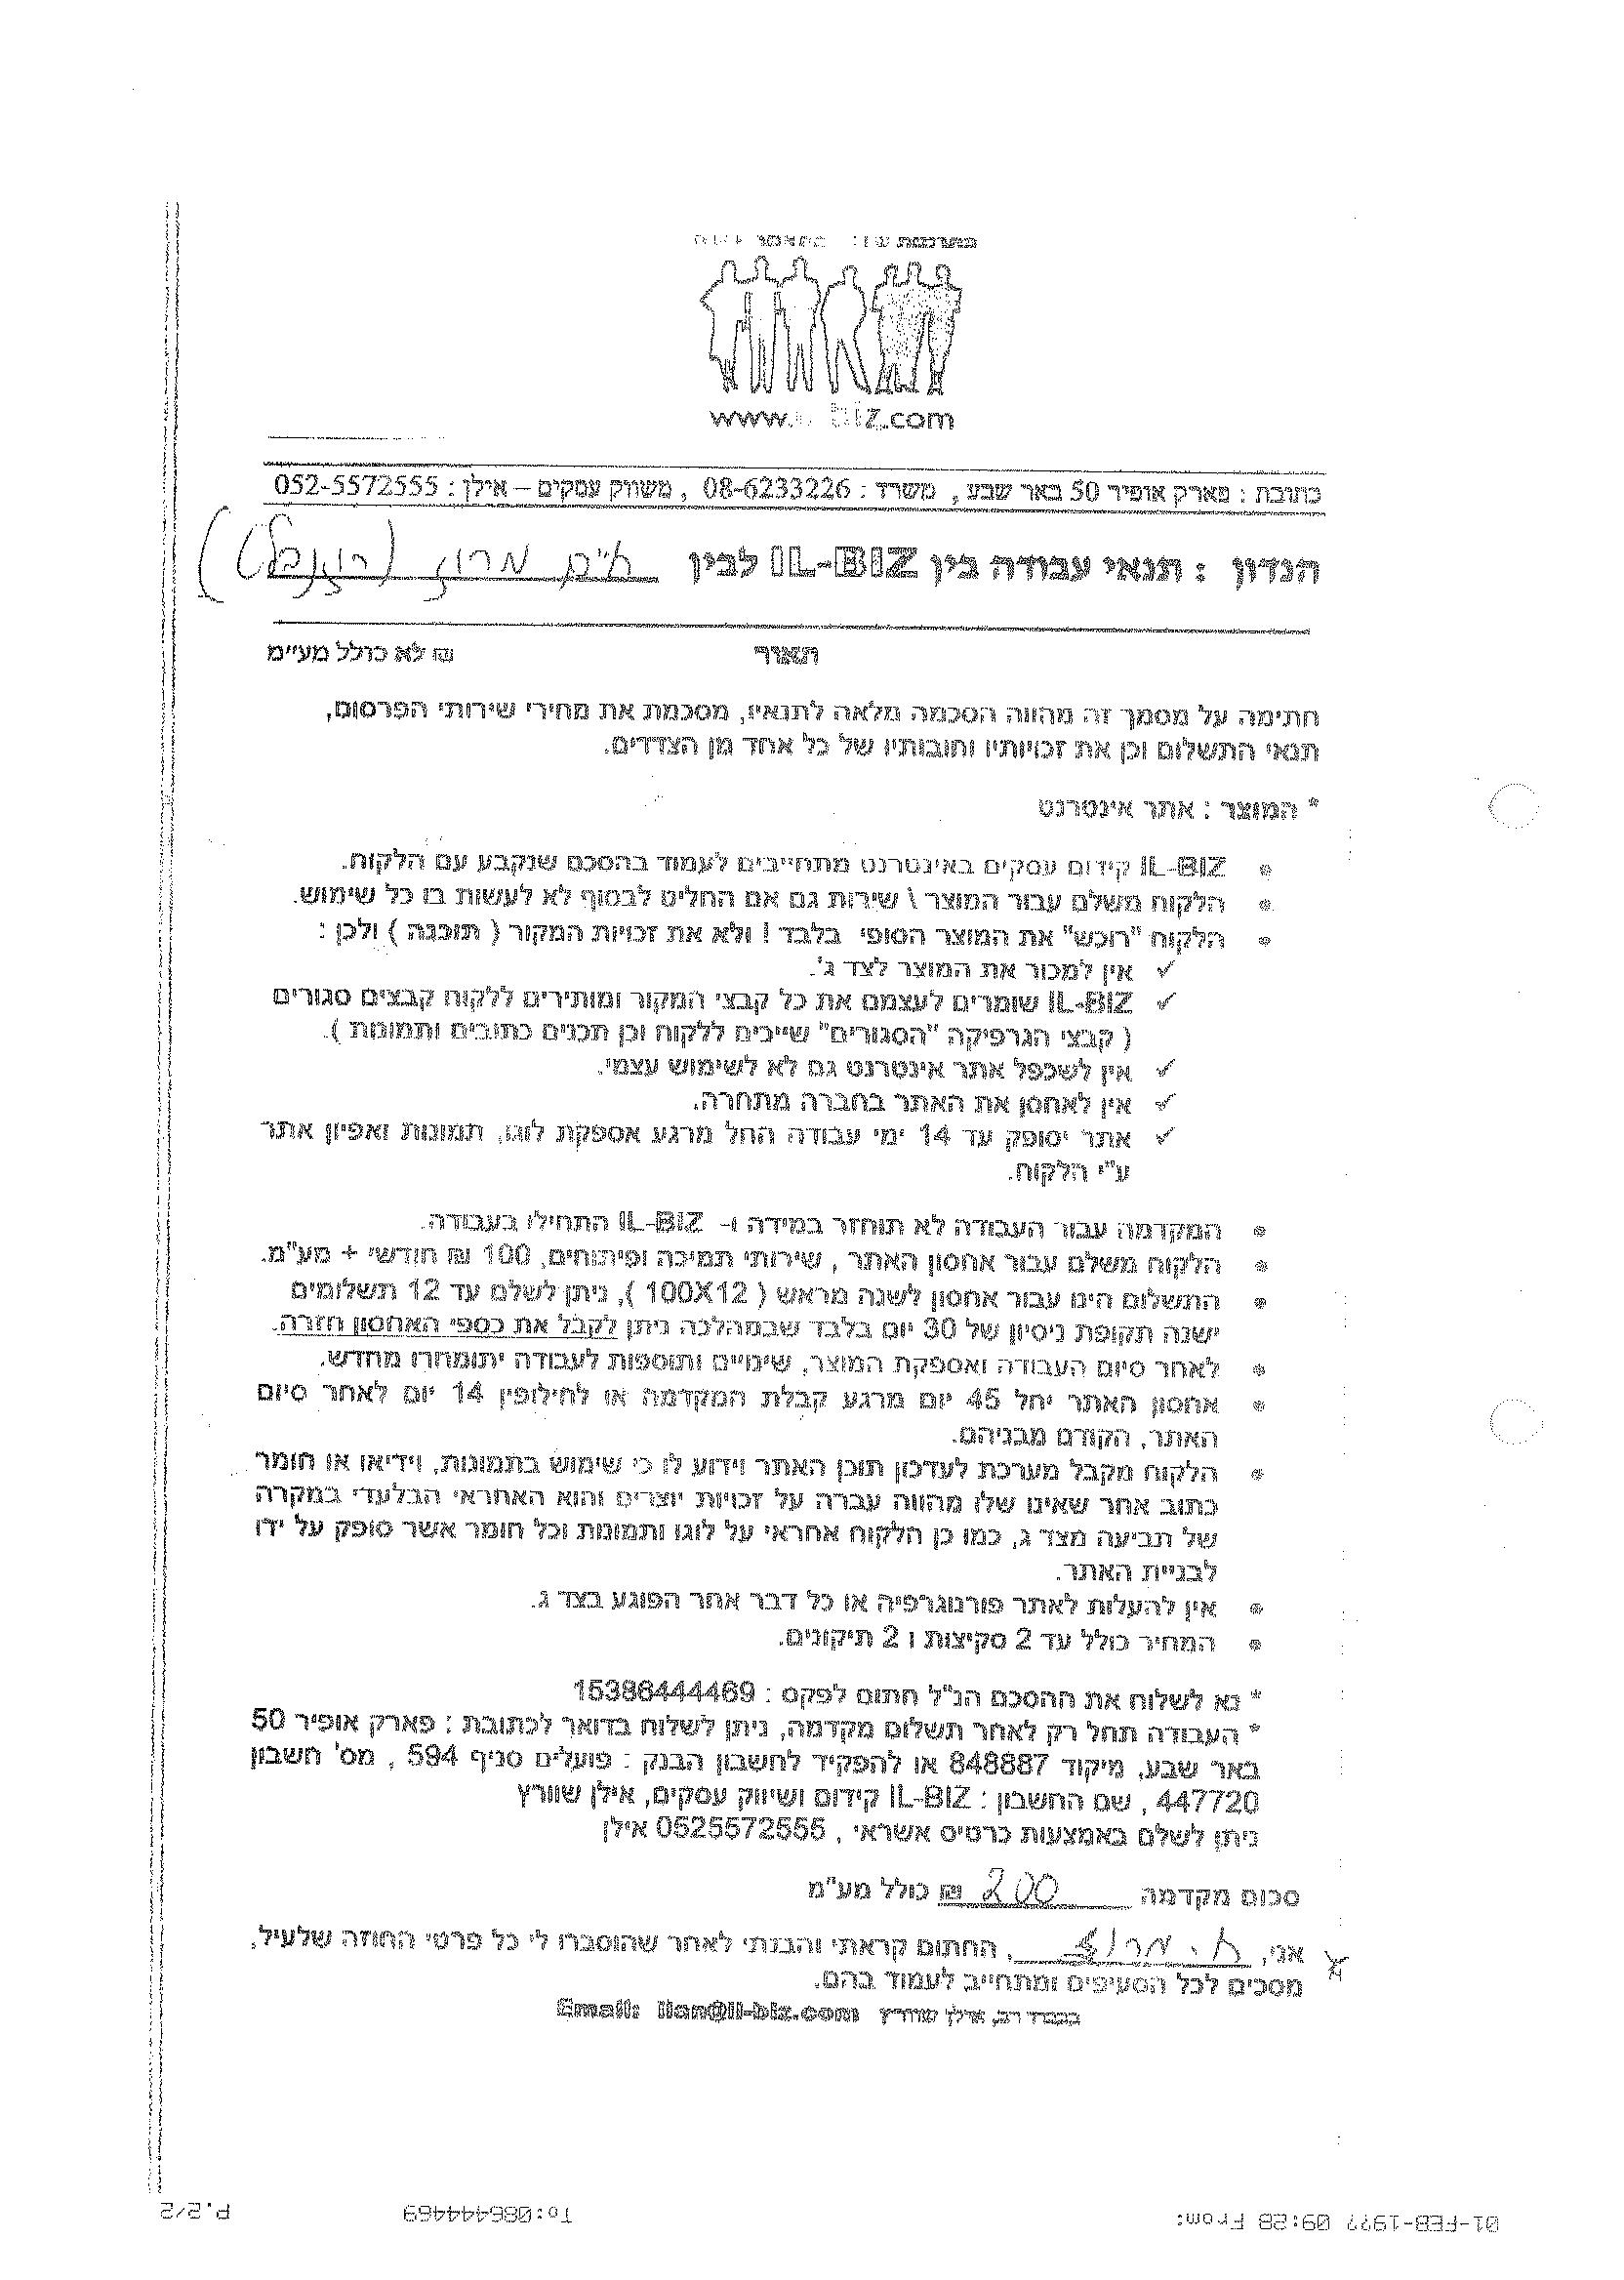 www. biz.com
כתובת : פארק אופיר 50 באר שבע , משרד : 08-6233226 , משווק עסקים – אילן : 052-5572555
הנדון : תנאי עבודה בין IL-BIZ לבין חיים מרוז
תאור ₪ לא כולל מע"מ
חתימה על מסמך זה מהווה הסכמה מלאה לתנאיו, מסכמת את מחירי שירותי הפרסום,
תנאי התשלום וכן את זכויותיו וחובותיו של כל אחד מן הצדדים.
* המוצר : אתר אינטרנט
IL-BIZ קידום עסקים באינטרנט מתחייבים לעמוד בהסכם שנקבע עם הלקוח.
הלקוח משלם עבור המוצר \ שירות גם אם החליט לבסוף לא לעשות בו כל שימוש.
הלקוח "רוכש" את המוצר הסופי בלבד ! ולא את זכויות המקור ( תוכנה ) ולכן :
✓ אין למכור את המוצר לצד ג'.
✓ IL-BIZ שומרים לעצמם את כל קבצי המקור ומותירים ללקוח קבצים סגורים
( קבצי הגרפיקה "הסגורים" שייכים ללקוח וכן תכנים כתובים ותמונות ).
✓ אין לשכפל אתר אינטרנט גם לא לשימוש עצמי.
✓ אין לאחסן את האתר בחברה מתחרה.
✓ אתר יסופק עד 14 ימי עבודה החל מרגע אספקת לוגו, תמונות ואפיון אתר
ע"י הלקוח.
המקדמה עבור העבודה לא תוחזר במידה ו- IL-BIZ התחילו בעבודה.
הלקוח משלם עבור אחסון האתר , שירותי תמיכה ופיתוחים, 100 ₪ חודשי + מע"מ.
התשלום הינו עבור אחסון לשנה מראש ( 100X12 ), ניתן לשלם עד 12 תשלומים
ישנה תקופת ניסיון של 30 יום בלבד שבמהלכה ניתן לקבל את כספי האחסון חזרה.
לאחר סיום העבודה ואספקת המוצר, שינויים ותוספות לעבודה יתומחרו מחדש.
אחסון האתר יחל 45 יום מרגע קבלת המקדמה או לחילופין 14 יום לאחר סיום
האתר, הקודם מבניהם.
הלקוח מקבל מערכת לעדכון תוכן האתר וידוע לו כי שימוש בתמונות, וידיאו או חומר
כתוב אחר שאינו שלו מהווה עברה על זכויות יוצרים והוא האחראי הבלעדי במקרה
של תביעה מצד ג, כמו כן הלקוח אחראי על לוגו ותמונות וכל חומר אשר סופק על ידו
לבניית האתר.
אין להעלות לאתר פורנוגרפיה או כל דבר אחר הפוגע בצד ג.
המחיר כולל עד 2 סקיצות ו 2 תיקונים.
* נא לשלוח את ההסכם הנ"ל חתום לפקס : 15386444469
* העבודה תחל רק לאחר תשלום מקדמה, ניתן לשלוח בדואר לכתובת : פארק אופיר 50
באר שבע, מיקוד 848887 או להפקיד לחשבון הבנק : פועלים סניף 594 , מס' חשבון
447720 , שם החשבון : IL-BIZ קידום ושיווק עסקים, אילן שוורץ
ניתן לשלם באמצעות כרטיס אשראי , 0525572555 אילן
סכום מקדמה 200 ₪ כולל מע"מ
אני, ח. מרוז, החתום קראתי והבנתי לאחר שהוסברו לי כל פרטי החוזה שלעיל,
מסכים לכל הסעיפים ומתחייב לעמוד בהם.
בכבוד רב, אילן שוורץ Email: ilan@il-biz.com
01-FEB-19?? 09:28 From: To:086444469 P.2/2